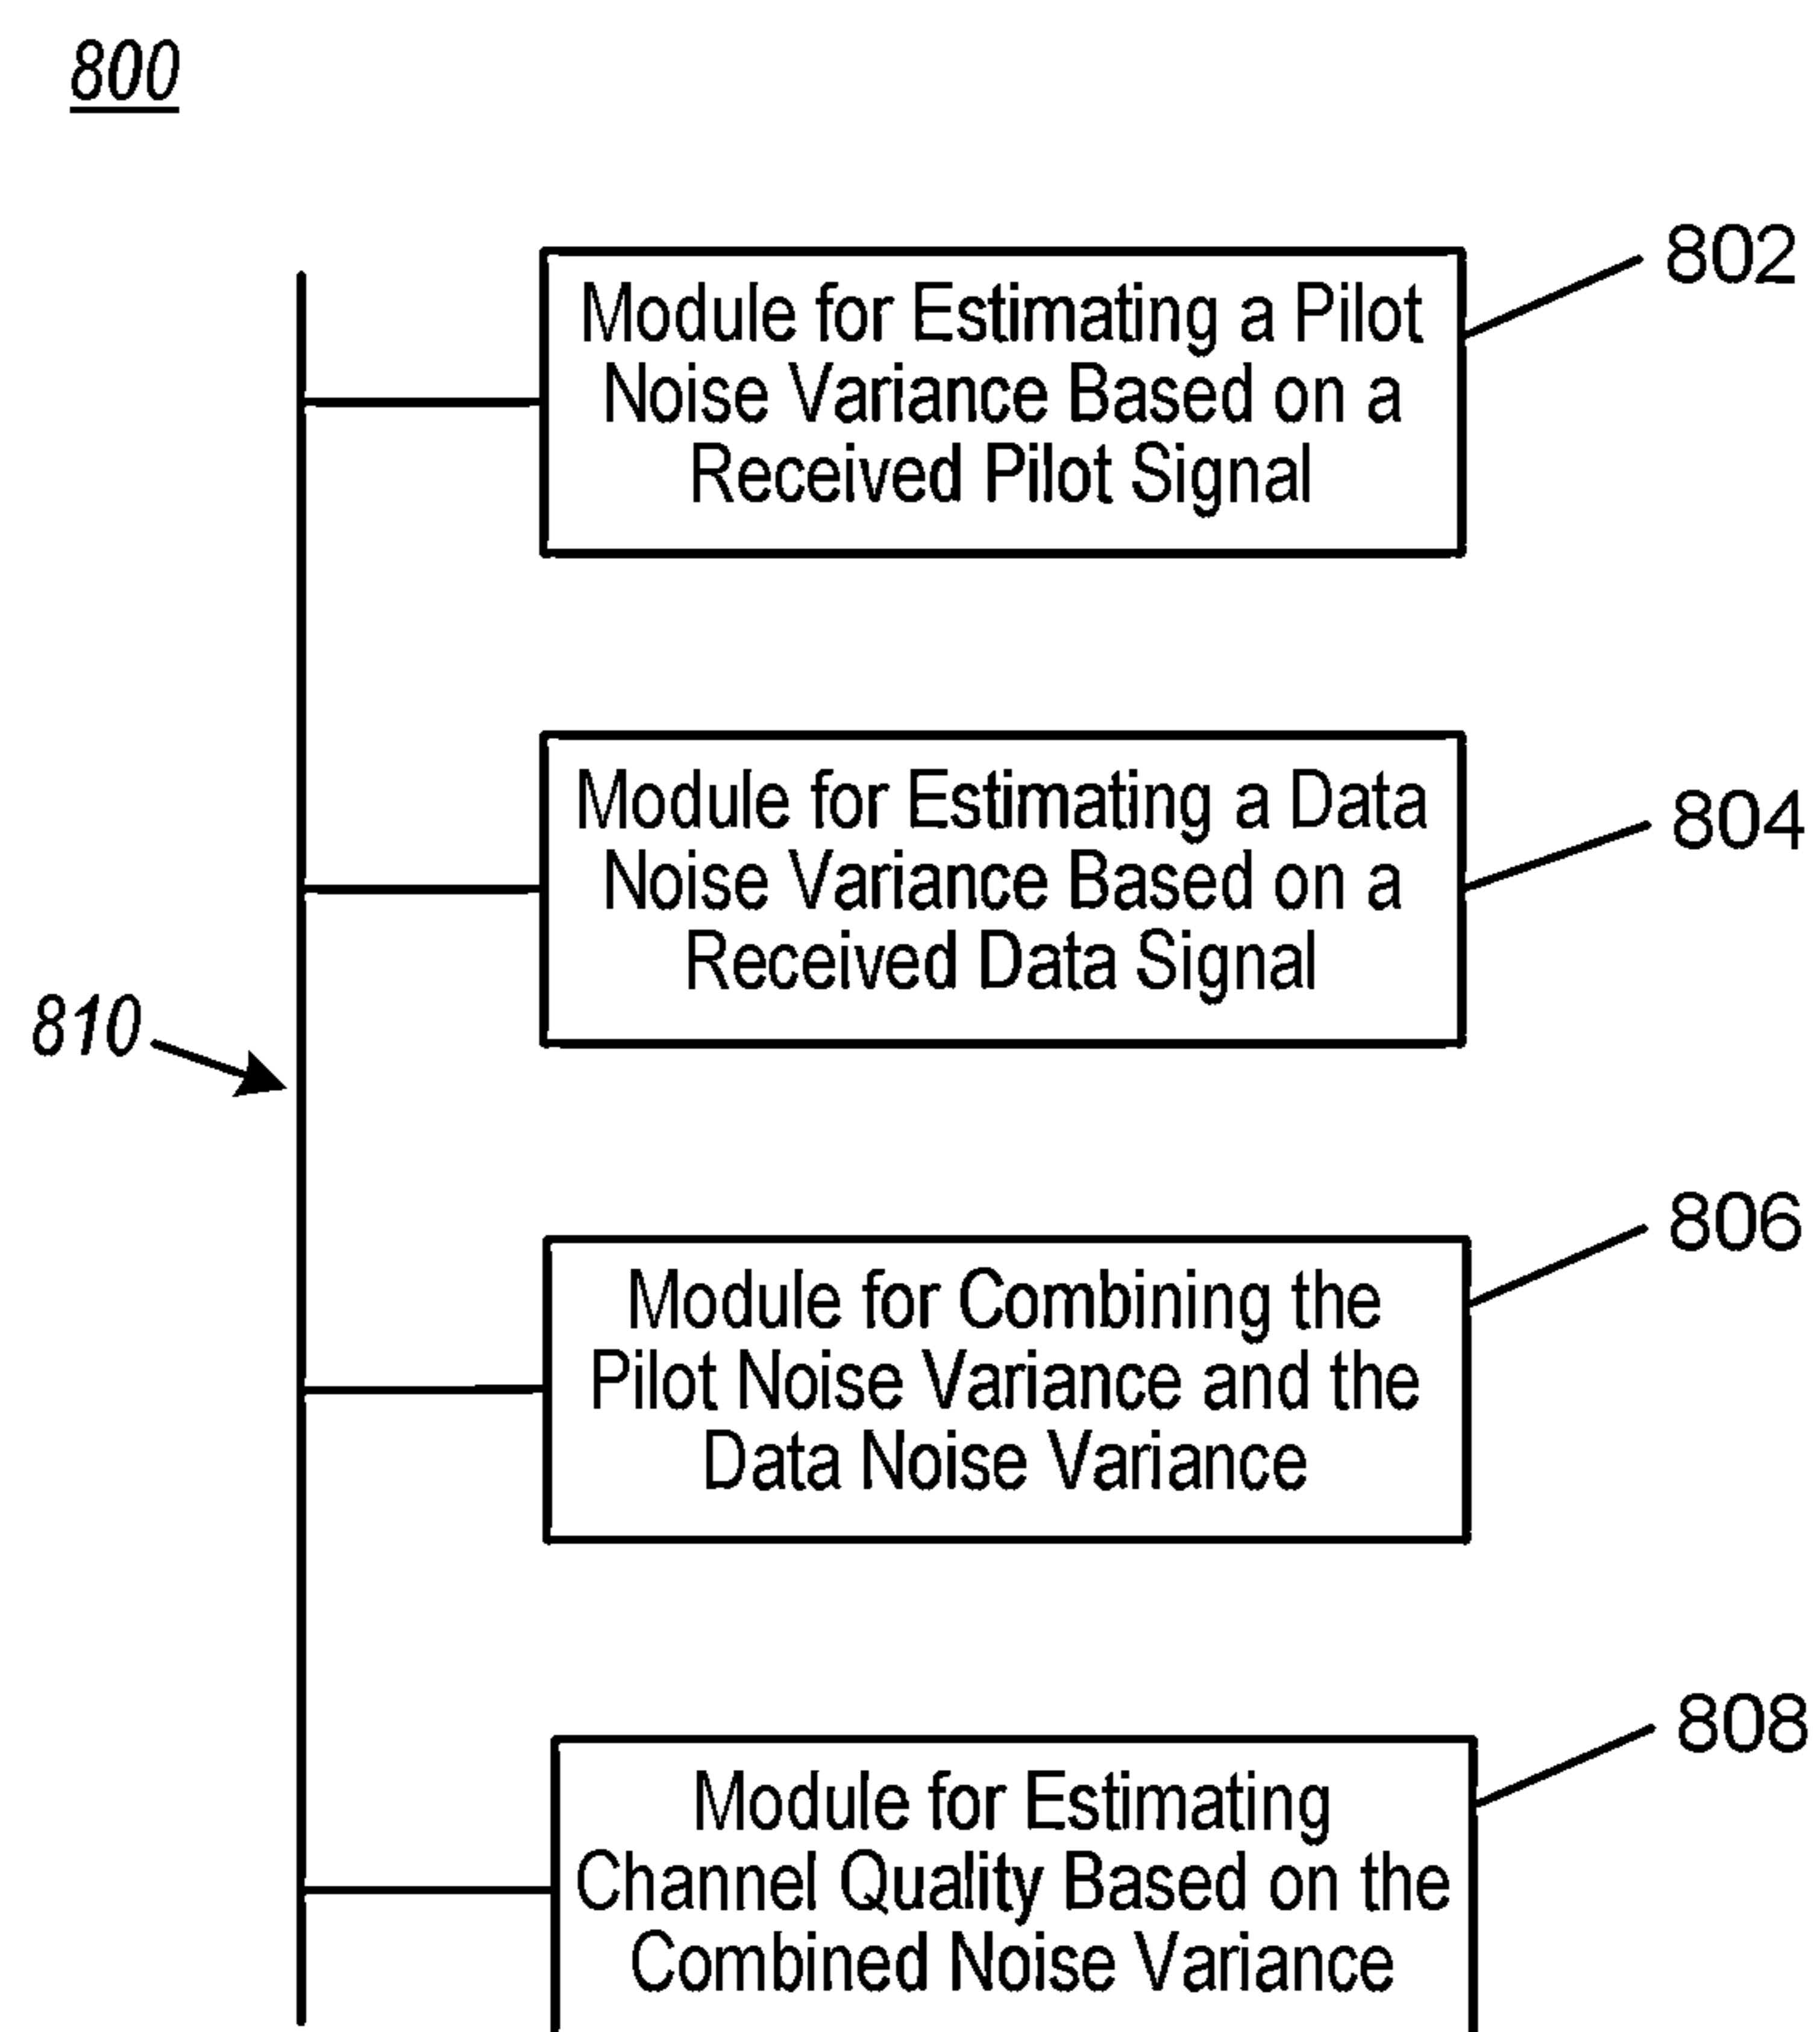 800
802
Module for Estimating a Pilot
Noise Variance Based on a
Received Pilot Signal
804
Module for Estimating a Data
Noise Variance Based on a
Received Data Signal
810
806
Module for Combining the
Pilot Noise Variance and the
Data Noise Variance
808
Module for Estimating
Channel Quality Based on the
Combined Noise Variance